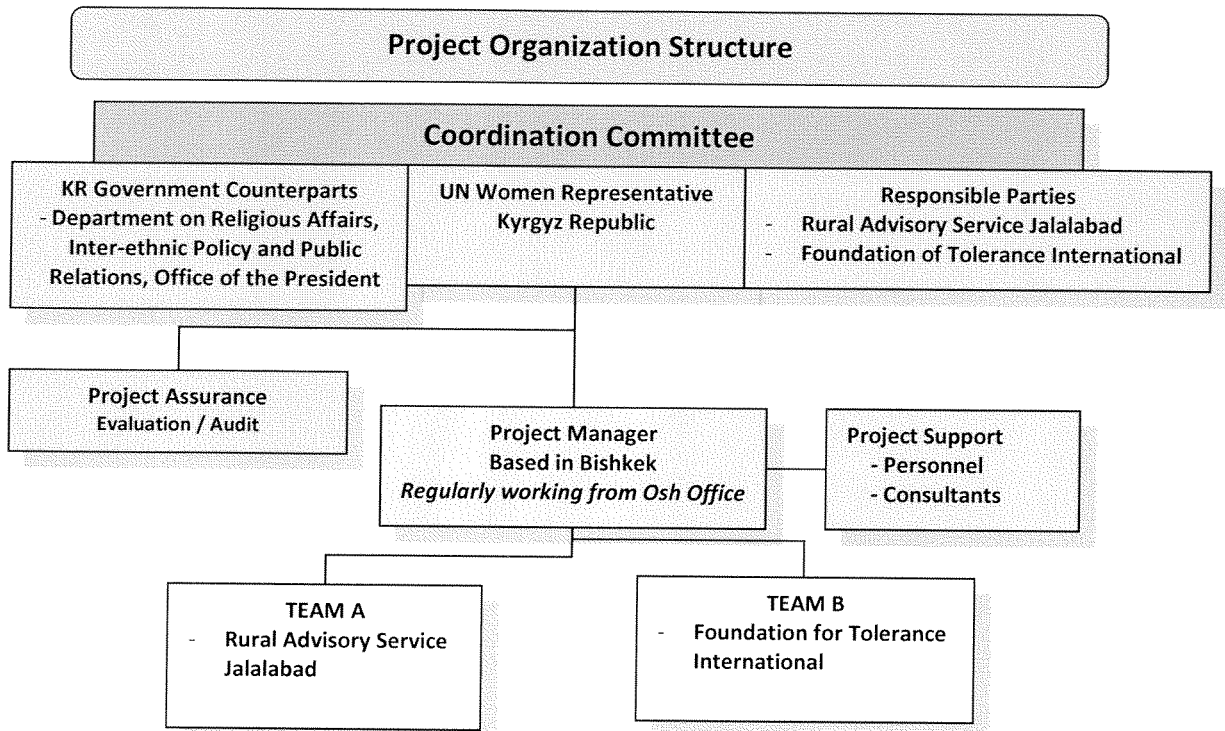 Project Organization Structure
Coordination Committee
KR Government Counterparts
- Department on Religious Affairs,
Inter-ethnic Policy and Public
Relations, Office of the President
UN Women Representative
Kyrgyz Republic
Responsible Parties
- Rural Advisory Service Jalalabad
- Foundation of Tolerance International
Project Assurance
Evaluation / Audit
Project Manager
Based in Bishkek
Regularly working from Osh Office
Project Support
- Personnel
- Consultants
TEAM A
- Rural Advisory Service
Jalalabad
TEAM B
- Foundation for Tolerance
International